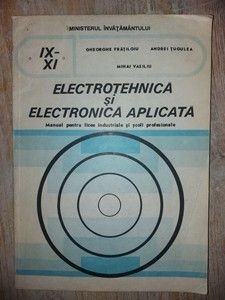 MINISTERUL ÎNVĂŢĂMÂNTULUI
IX-
XI
GHEORGHE FRĂŢILOIU ANDREI ŢUGULEA
MIHAI VASILIU
ELECTROTEHNICA
şi
ELECTRONICA APLICATĂ
Manual pentru licee industriale şi şcoli profesionale